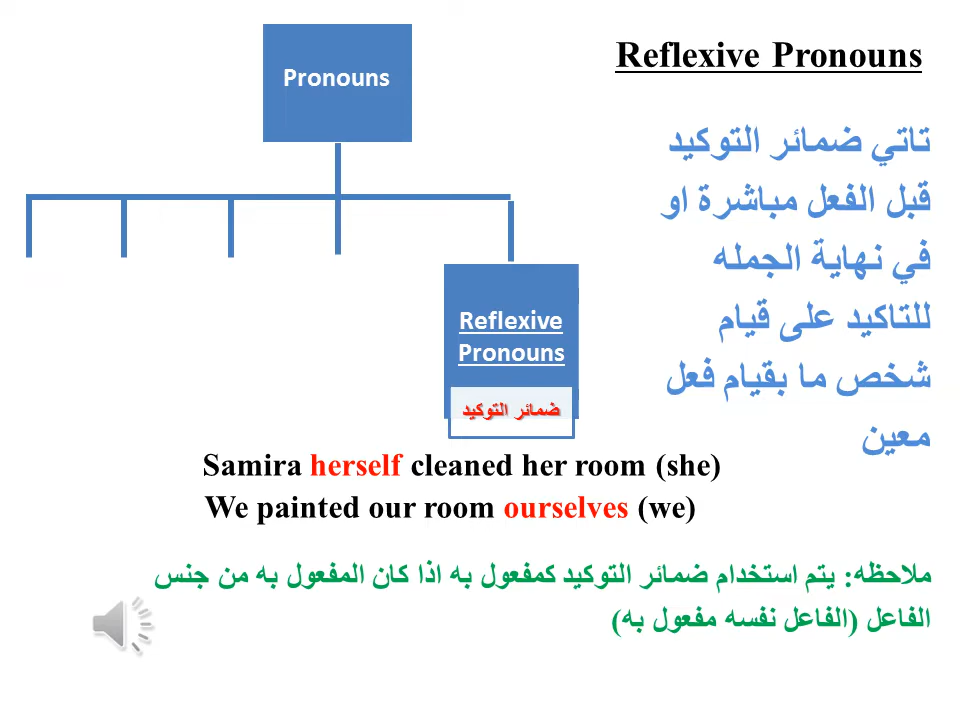 Reflexive Pronouns
Pronouns
تاتي ضمائر التوكيد
قبل الفعل مباشرة او
في نهاية الجمله
للتاكيد على قيام
شخص ما بقيام فعل
معين
Reflexive
Pronouns
ضمائر التوكيد
Samira herself cleaned her room (she)
We painted our room ourselves (we)
ملاحظه: يتم استخدام ضمائر التوكيد كمفعول به اذا كان المفعول به من جنس
الفاعل (الفاعل نفسه مفعول به)